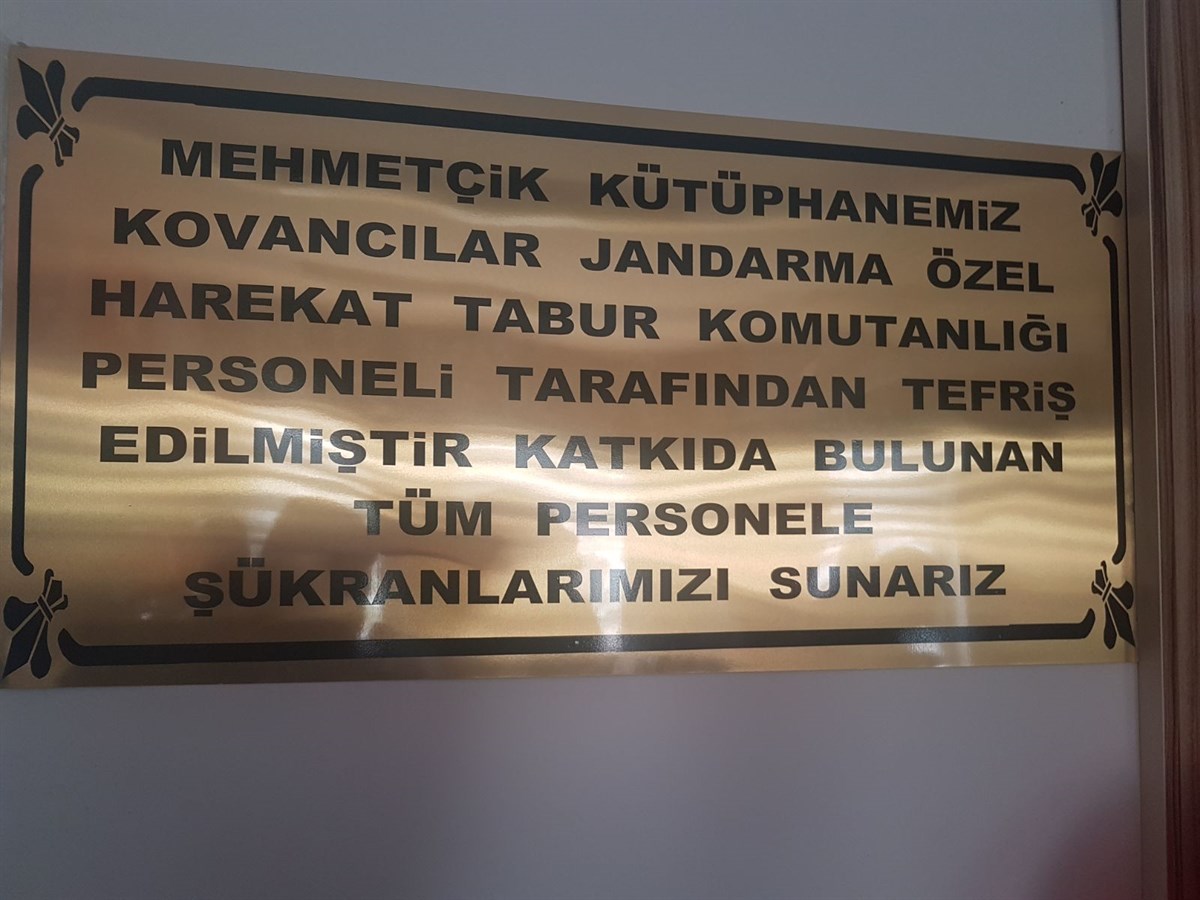 MEHMETÇiK KÜTÜPHANEMiZ
KOVANCILAR JANDARMA ÖZEL
HAREKAT TABUR KOMUTANLIĞI
PERSONELi TARAFINDAN TEFRiŞ
EDiLMiŞTiR KATKIDA BULUNAN
TÜM PERSONELE
ŞÜKRANLARIMIZI SUNARIZ